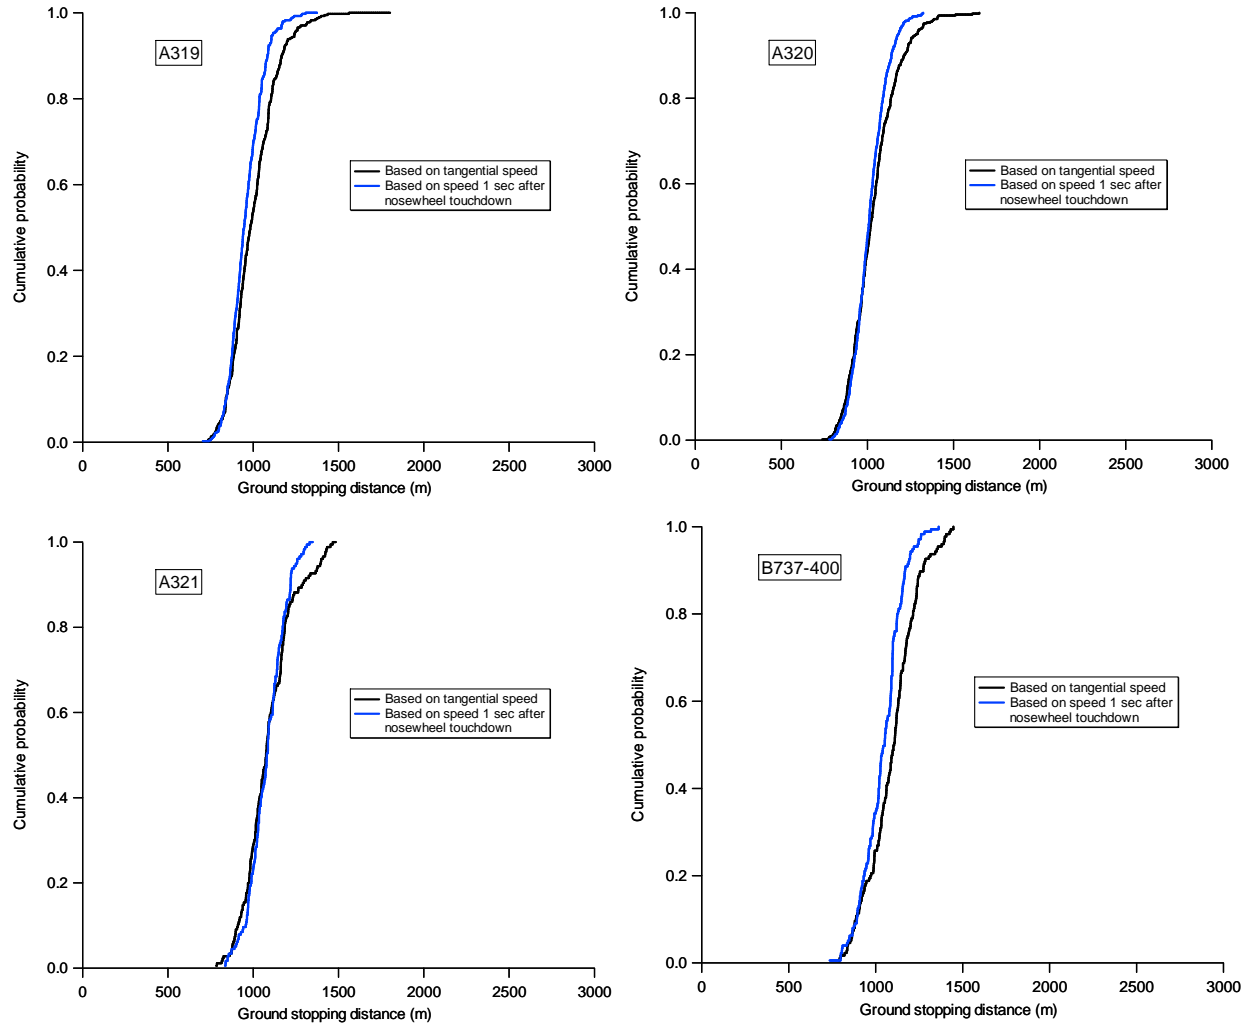 A319
Cumulative probability
1.0
0.8
0.6
0.4
0.2
0.0
Based on tangential speed
Based on speed 1 sec after
nosewheel touchdown
0 500 1000 1500 2000 2500 3000
Ground stopping distance (m)
A320
Cumulative probability
1.0
0.8
0.6
0.4
0.2
0.0
Based on tangential speed
Based on speed 1 sec after
nosewheel touchdown
0 500 1000 1500 2000 2500 3000
Ground stopping distance (m)
A321
Cumulative probability
1.0
0.8
0.6
0.4
0.2
0.0
Based on tangential speed
Based on speed 1 sec after
nosewheel touchdown
0 500 1000 1500 2000 2500 3000
Ground stopping distance (m)
B737-400
Cumulative probability
1.0
0.8
0.6
0.4
0.2
0.0
Based on tangential speed
Based on speed 1 sec after
nosewheel touchdown
0 500 1000 1500 2000 2500 3000
Ground stopping distance (m)